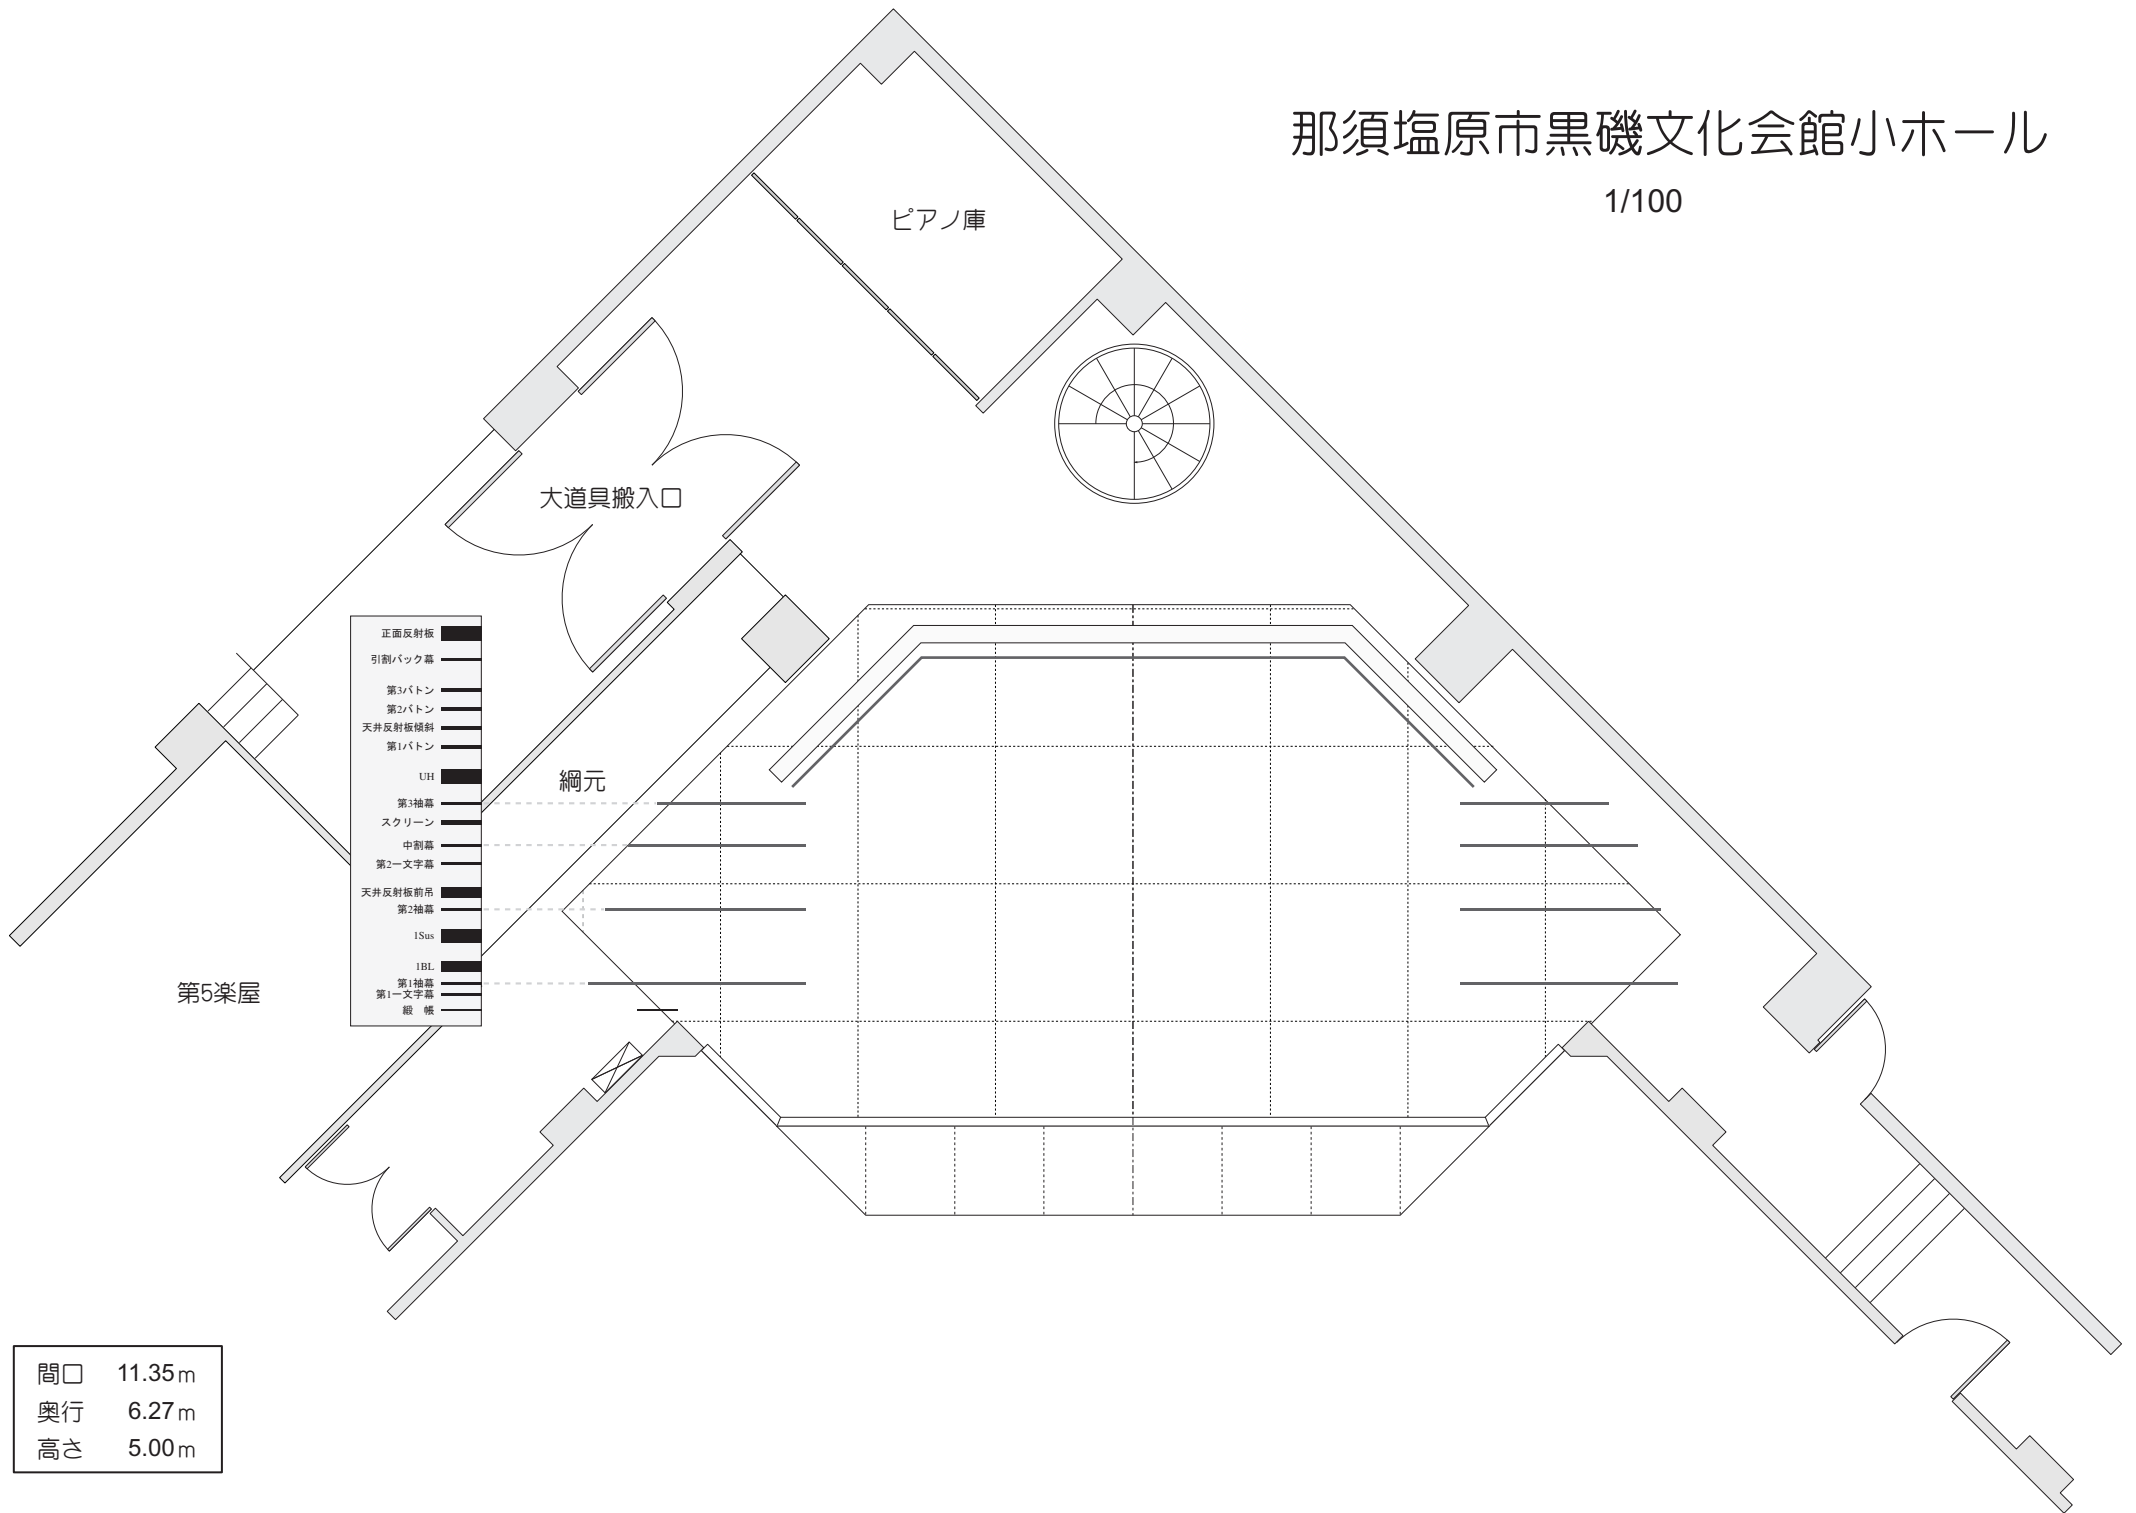 那須塩原市黒磯文化会館小ホール
1/100
ピアノ庫
大道具搬入口
正面反射板
引割バック幕
第3バトン
第2バトン
天井反射板傾斜
第1バトン
UH
第3袖幕
スクリーン
中割幕
第2一文字幕
天井反射板前吊
第2袖幕
1Sus
1BL
第1袖幕
第1一文字幕
緞　帳
綱元
第5楽屋
間口　11.35m
奥行　6.27m
高さ　5.00m